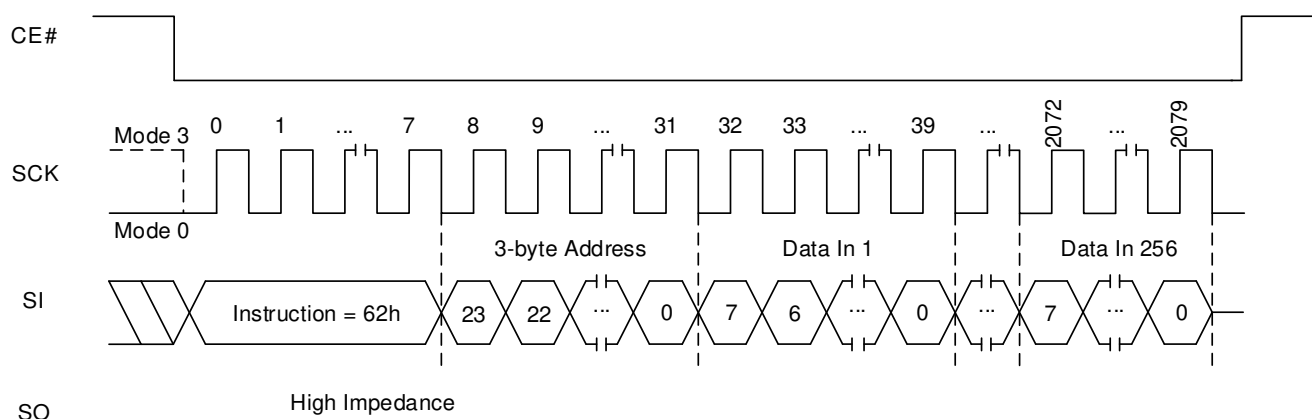 CE#
0 1 ... 7 8 9 ... 31 32 33 ... 39 ... 2072 ... 2079
Mode 3
SCK
Mode 0
3-byte Address Data In 1 Data In 256
SI Instruction = 62h 23 22 ... 0 7 6 ... 0 ... 7 ... 0
High Impedance
SO